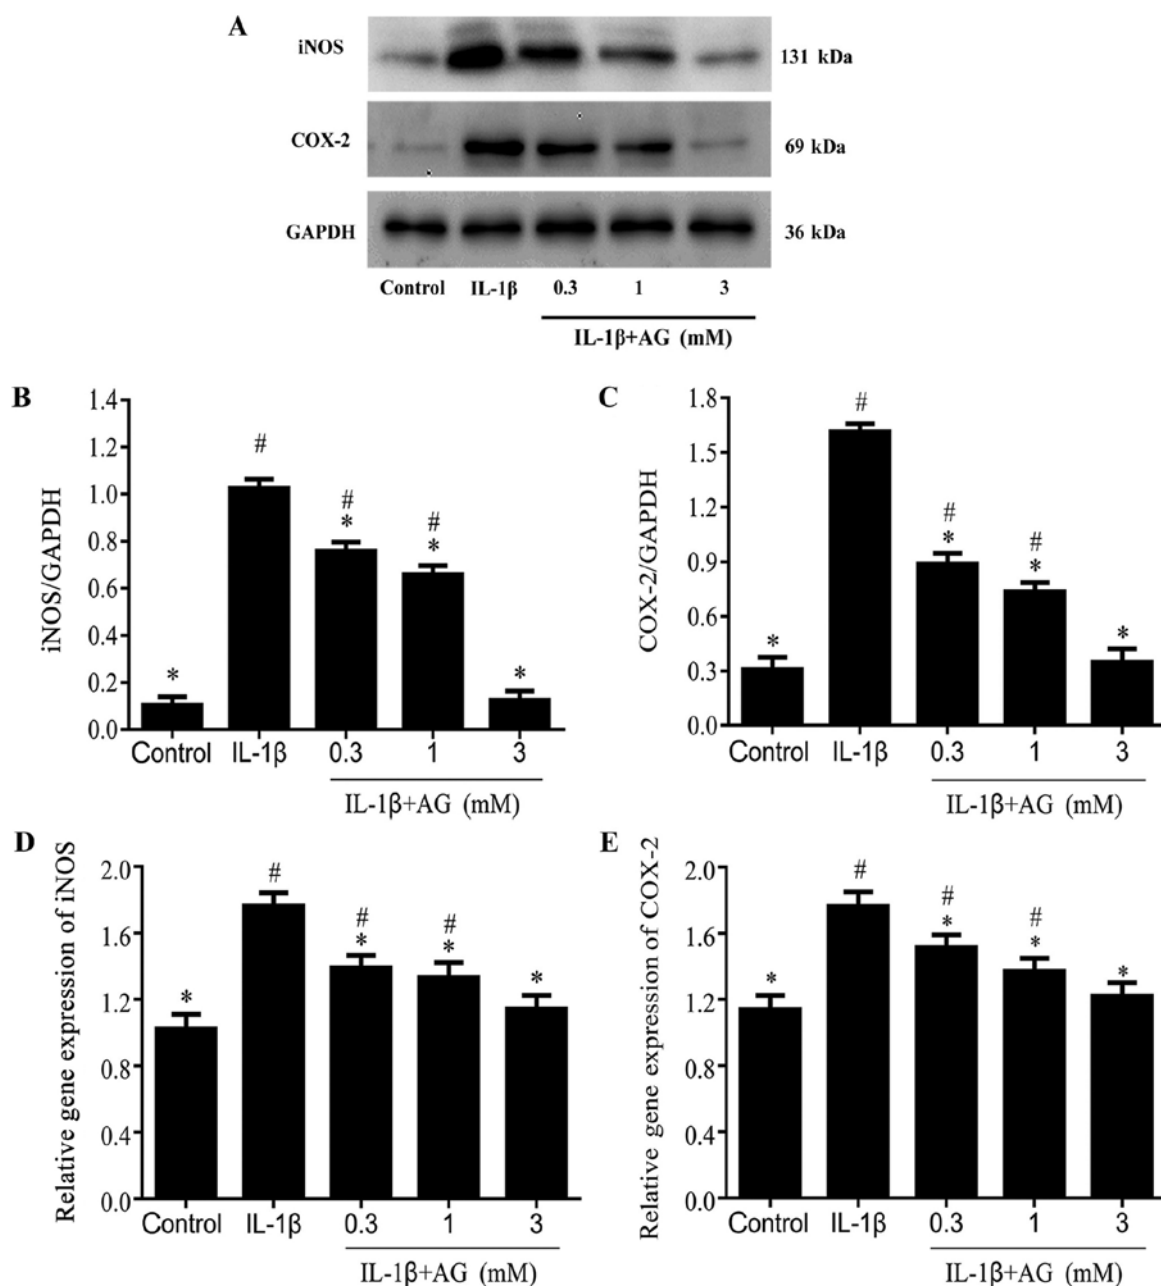 A
iNOS
131 kDa
COX-2
69 kDa
GAPDH
36 kDa
Control IL-1β 0.3 1 3
IL-1β+AG (mM)
B
iNOS/GAPDH
1.4
1.2
1.0
0.8
0.6
0.4
0.2
0.0
#
#
*
#
*
*
*
Control IL-1β 0.3 1 3
IL-1β+AG (mM)
C
COX-2/GAPDH
1.8
1.5
1.2
0.9
0.6
0.3
0.0
#
#
*
#
*
*
*
Control IL-1β 0.3 1 3
IL-1β+AG (mM)
D
Relative gene expression of iNOS
2.0
1.6
1.2
0.8
0.4
0.0
#
#
*
#
*
*
*
Control IL-1β 0.3 1 3
IL-1β+AG (mM)
E
Relative gene expression of COX-2
2.0
1.6
1.2
0.8
0.4
0.0
#
#
*
#
*
*
*
Control IL-1β 0.3 1 3
IL-1β+AG (mM)